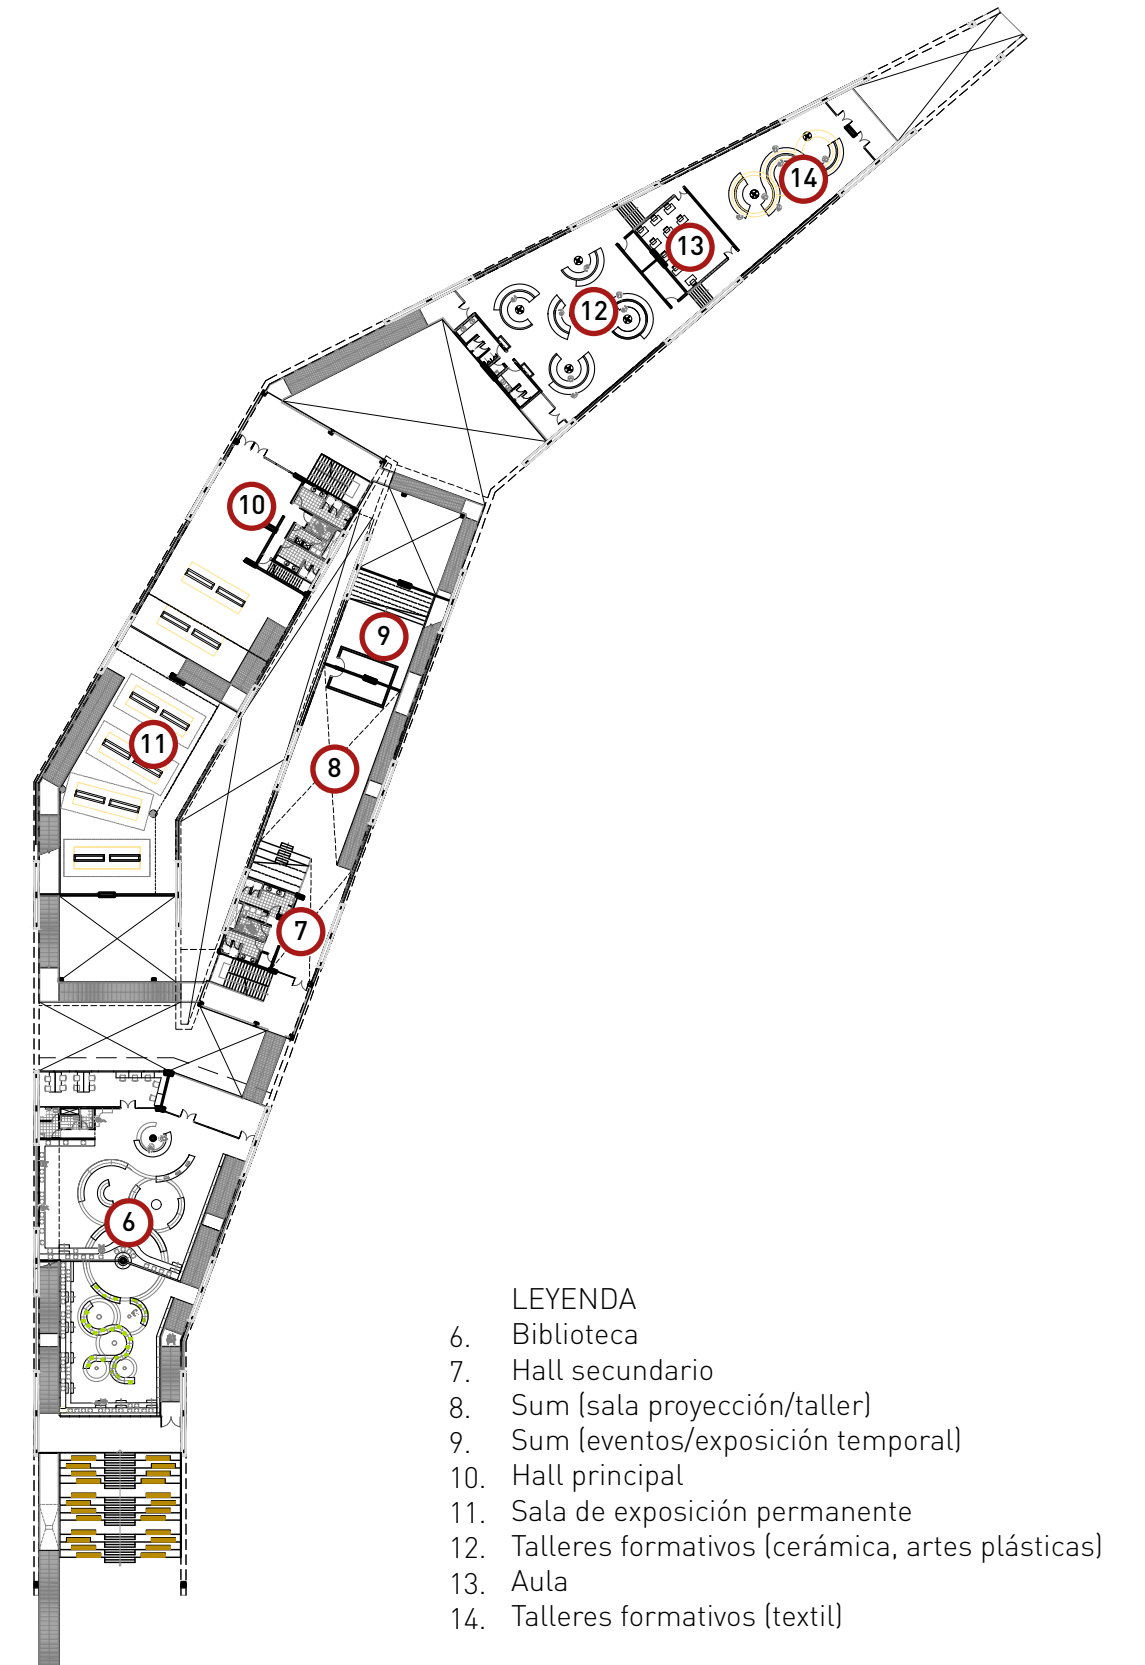 14
13
12
10
9
11
8
7
6
LEYENDA
6. Biblioteca
7. Hall secundario
8. Sum (sala proyección/taller)
9. Sum (eventos/exposición temporal)
10. Hall principal
11. Sala de exposición permanente
12. Talleres formativos (cerámica, artes plásticas)
13. Aula
14. Talleres formativos (textil)